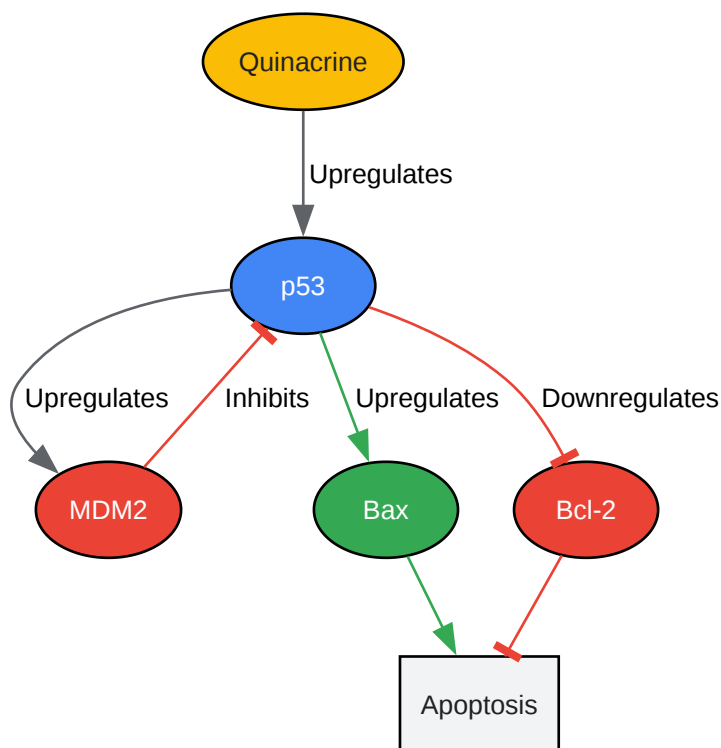 Quinacrine
Upregulates
p53
Upregulates
Inhibits
Upregulates
Downregulates
MDM2
Bax
Bcl-2
Apoptosis